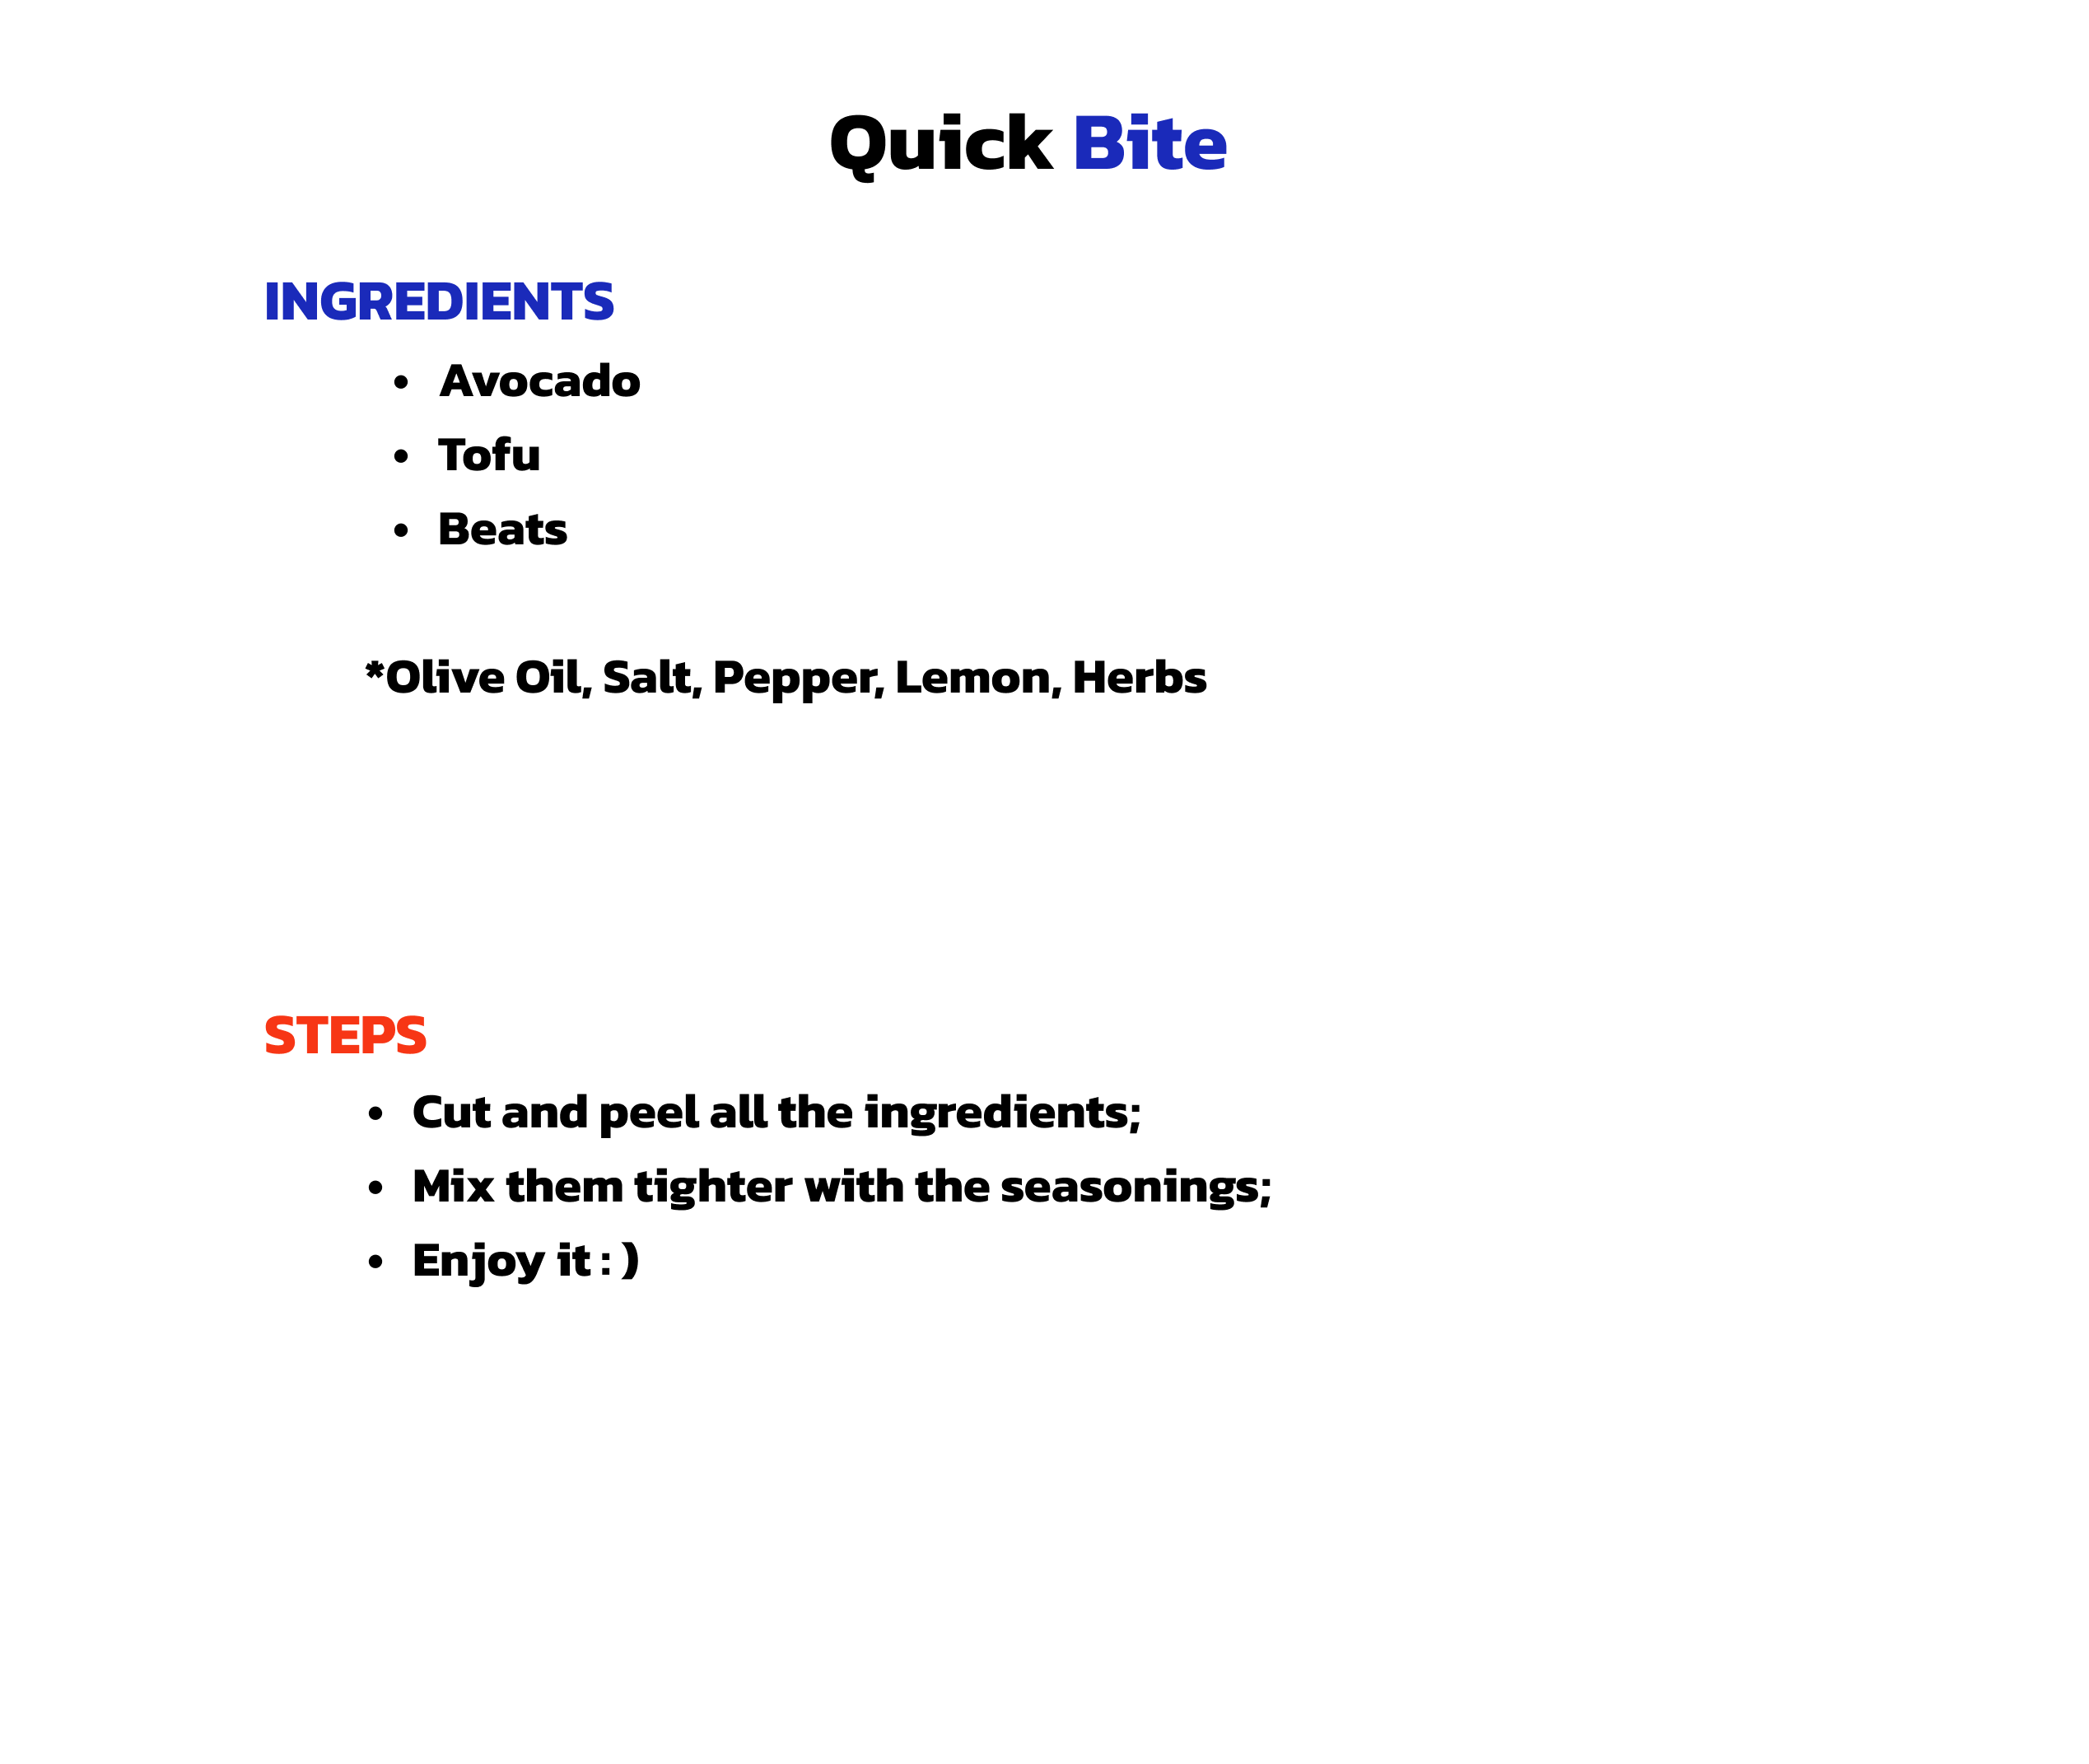 Quick Bite
INGREDIENTS
• Avocado
• Tofu
• Beats
*Olive Oil, Salt, Pepper, Lemon, Herbs
STEPS
• Cut and peel all the ingredients;
• Mix them tighter with the seasonings;
• Enjoy it : )